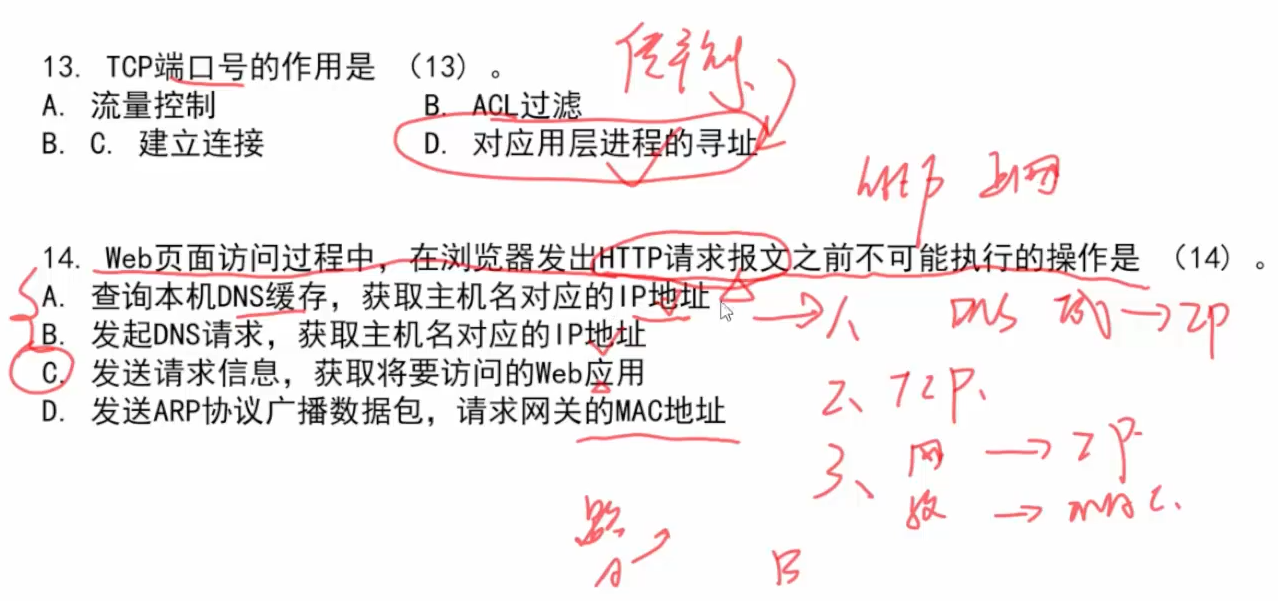 13. TCP端口号的作用是 （13）。
A. 流量控制 B. ACL过滤
B. C. 建立连接 D. 对应用层进程的寻址
14. Web页面访问过程中，在浏览器发出HTTP请求报文之前不可能执行的操作是 （14）。
A. 查询本机DNS缓存，获取主机名对应的IP地址
B. 发起DNS请求，获取主机名对应的IP地址
C. 发送请求信息，获取将要访问的Web应用
D. 发送ARP协议广播数据包，请求网关的MAC地址
1、 DNS → IP
2、TCP、
3、网 → IP
数 → MAC
A B